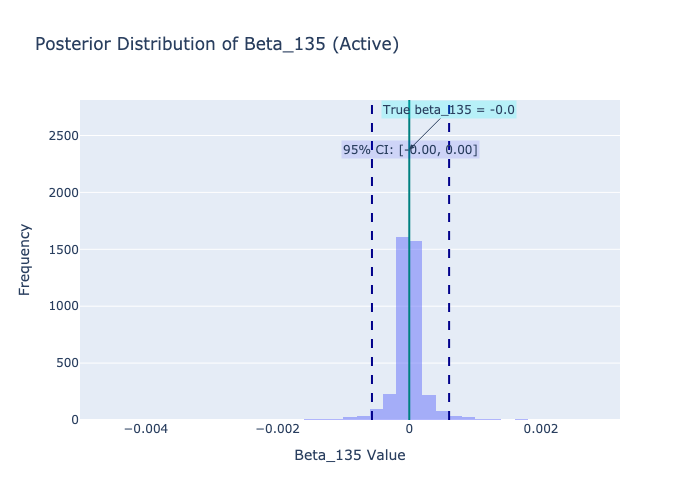 Posterior Distribution of Beta_135 (Active)
True beta_135 = -0.0
95% CI: [-0.00, 0.00]
2500
2000
1500
1000
500
0
Frequency
−0.004
−0.002
0
0.002
Beta_135 Value